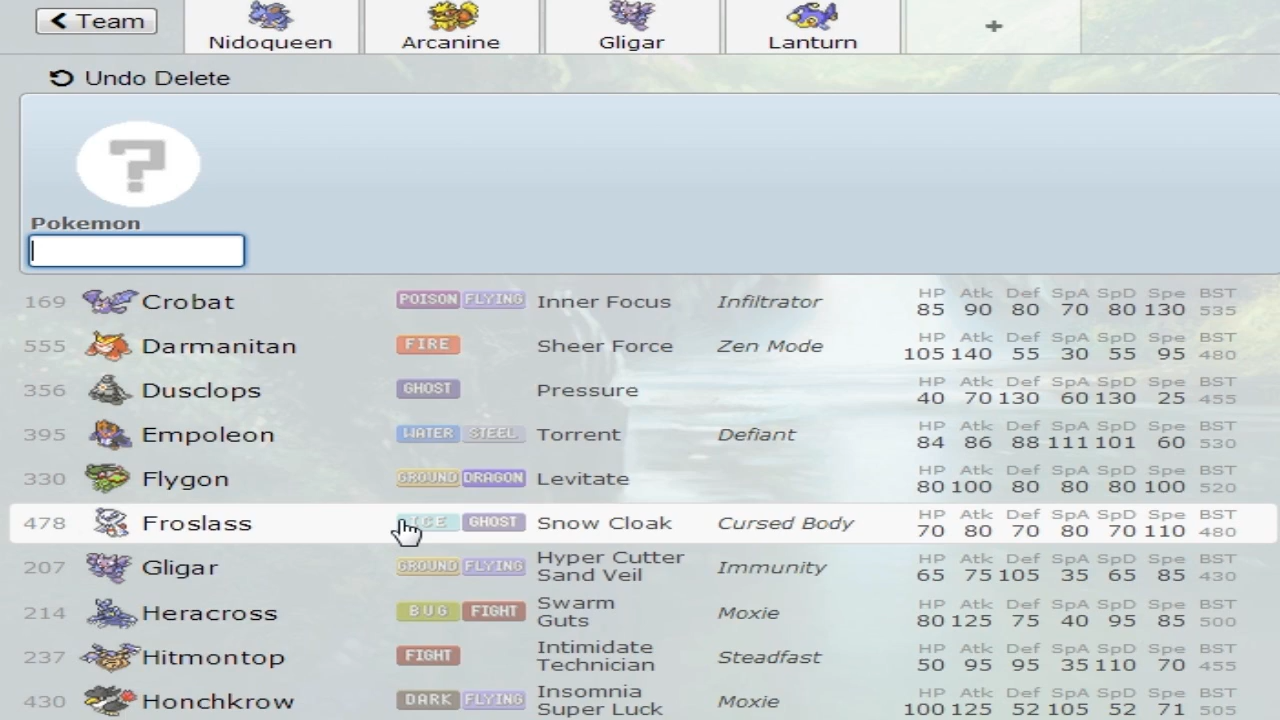 Team
Nidoqueen Arcanine Gligar Lanturn +
Undo Delete
?
Pokemon
169 Crobat POISON FLYING Inner Focus Infiltrator HP 85 Atk 90 Def 80 SpA 70 SpD 80 Spe 130 BST 535
555 Darmanitan FIRE Sheer Force Zen Mode HP 105 Atk 140 Def 55 SpA 30 SpD 55 Spe 95 BST 480
356 Dusclops GHOST Pressure HP 40 Atk 70 Def 130 SpA 60 SpD 130 Spe 25 BST 455
395 Empoleon WATER STEEL Torrent Defiant HP 84 Atk 86 Def 88 SpA 111 SpD 101 Spe 60 BST 530
330 Flygon GROUND DRAGON Levitate HP 80 Atk 100 Def 80 SpA 80 SpD 80 Spe 100 BST 520
478 Froslass ICE GHOST Snow Cloak Cursed Body HP 70 Atk 80 Def 70 SpA 80 SpD 70 Spe 110 BST 480
207 Gligar GROUND FLYING Hyper Cutter Sand Veil Immunity HP 65 Atk 75 Def 105 SpA 35 SpD 65 Spe 85 BST 430
214 Heracross BUG FIGHT Swarm Guts Moxie HP 80 Atk 125 Def 75 SpA 40 SpD 95 Spe 85 BST 500
237 Hitmontop FIGHT Intimidate Technician Steadfast HP 50 Atk 95 Def 95 SpA 35 SpD 110 Spe 70 BST 455
430 Honchkrow DARK FLYING Insomnia Super Luck Moxie HP 100 Atk 125 Def 52 SpA 105 SpD 52 Spe 71 BST 505